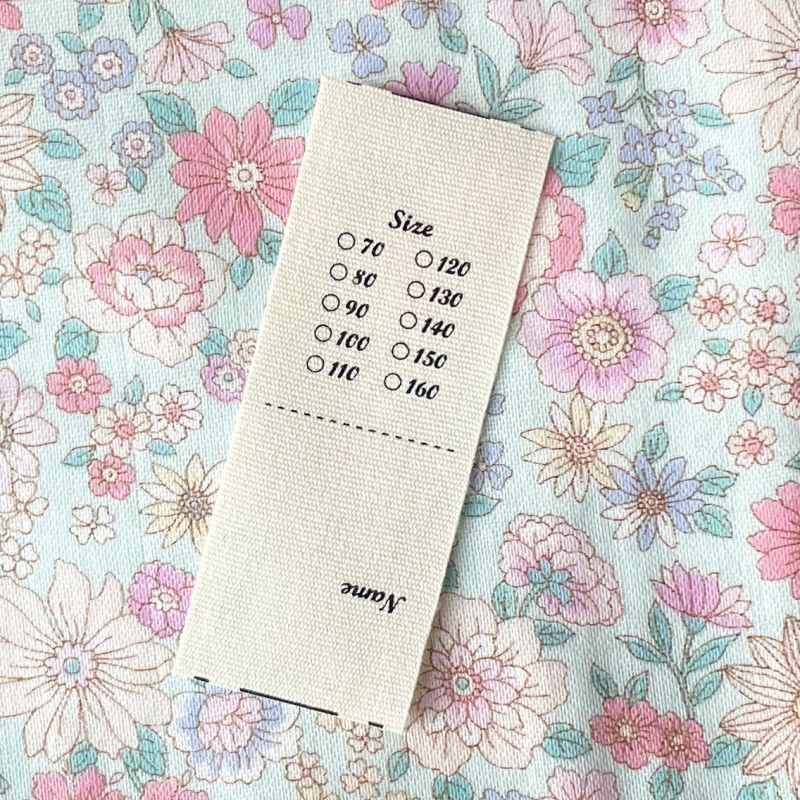 Size
○ 70 ○ 120
○ 80 ○ 130
○ 90 ○ 140
○ 100 ○ 150
○ 110 ○ 160
Name